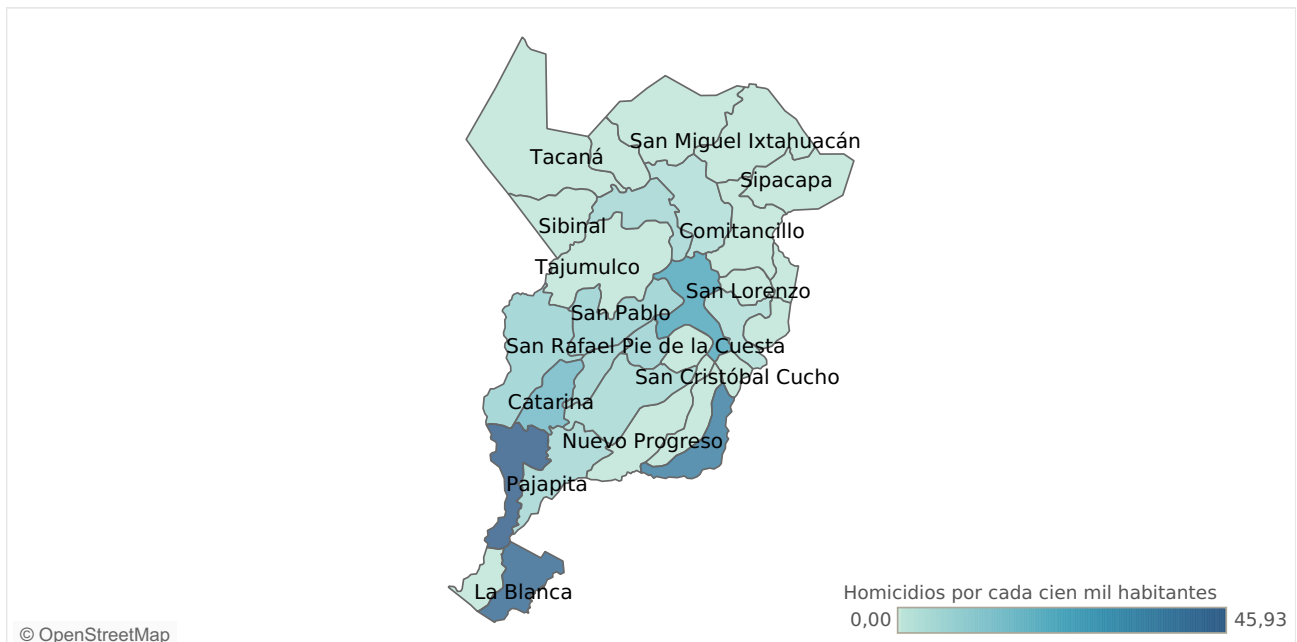 San Miguel Ixtahuacán
Tacaná
Sipacapa
Sibinal
Comitancillo
Tajumulco
San Lorenzo
San Pablo
San Rafael Pie de la Cuesta
San Cristóbal Cucho
Catarina
Nuevo Progreso
Pajapita
La Blanca
Homicidios por cada cien mil habitantes
0,00 45,93
© OpenStreetMap